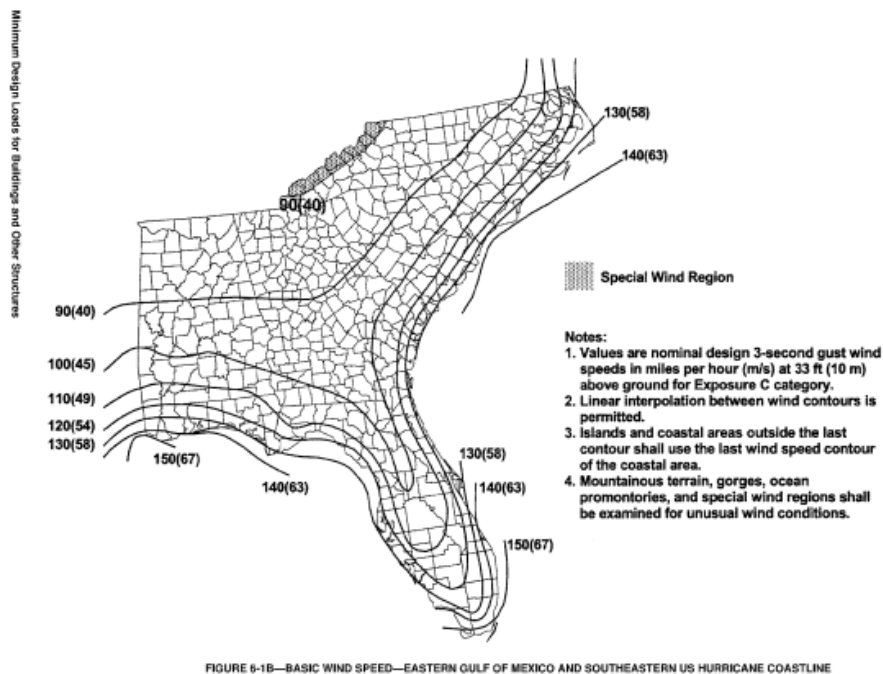 Minimum Design Loads for Buildings and Other Structures
130(58)
140(63)
90(40)
Special Wind Region
90(40)
100(45)
110(49)
120(54)
130(58)
150(67)
140(63)
130(58)
140(63)
150(67)
Notes:
1. Values are nominal design 3-second gust wind
speeds in miles per hour (m/s) at 33 ft (10 m)
above ground for Exposure C category.
2. Linear interpolation between wind contours is
permitted.
3. Islands and coastal areas outside the last
contour shall use the last wind speed contour
of the coastal area.
4. Mountainous terrain, gorges, ocean
promontories, and special wind regions shall
be examined for unusual wind conditions.
FIGURE 6-1B—BASIC WIND SPEED—EASTERN GULF OF MEXICO AND SOUTHEASTERN US HURRICANE COASTLINE